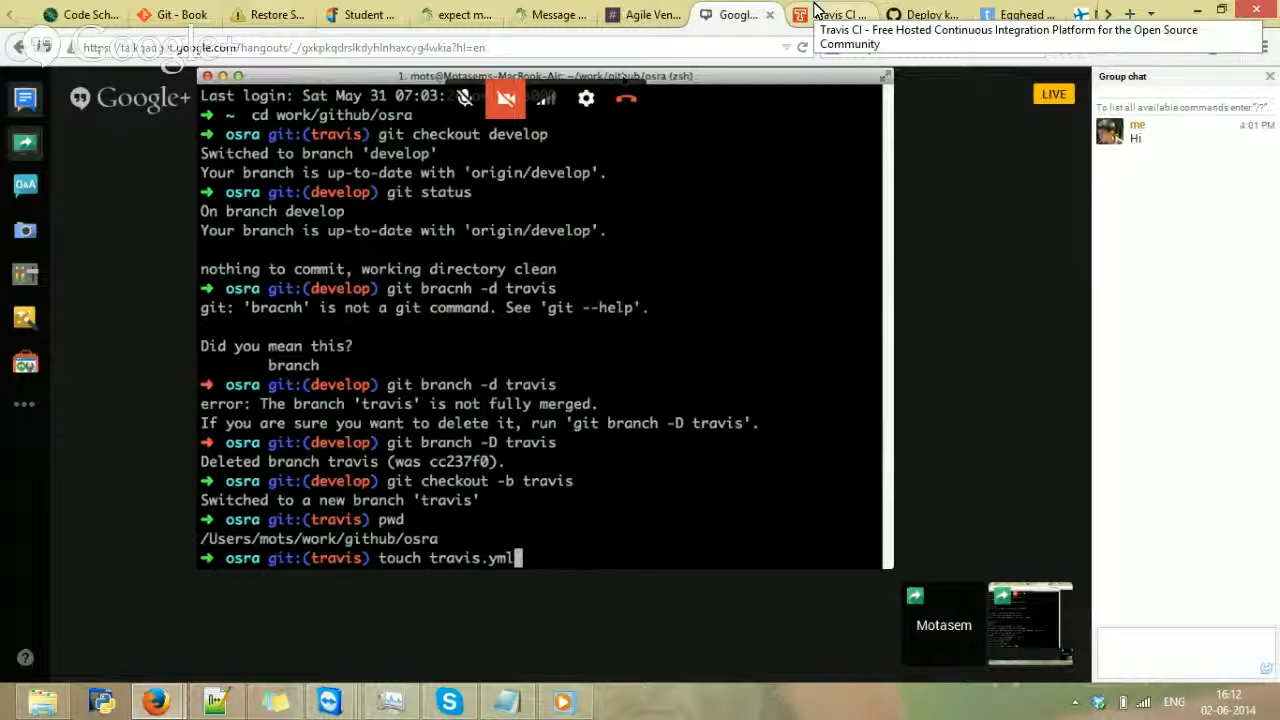 Code Sch
Git - Book
Restore S...
Student ...
expect m
Message ...
Agile Ven...
Googl...
Travis CI ...
Deploy k...
Egghead
Travis CI - Free Hosted Continuous Integration Platform for the Open Source
Community
google.com/hangouts/_/gxkpkqdrslkdyhlnhaxcyg4wkia?hl=en
1. mots@Motasems-MacBook-Air: ~/work/github/osra (zsh)
Group chat
Google+
LIVE
To list all available commands enter "/?".
me
4:01 PM
Hi
Last login: Sat May 31 07:03:
~ cd work/github/osra
osra git:(travis) git checkout develop
Switched to branch 'develop'
Your branch is up-to-date with 'origin/develop'.
osra git:(develop) git status
On branch develop
Your branch is up-to-date with 'origin/develop'.
nothing to commit, working directory clean
osra git:(develop) git bracnh -d travis
git: 'bracnh' is not a git command. See 'git --help'.
Did you mean this?
branch
osra git:(develop) git branch -d travis
error: The branch 'travis' is not fully merged.
If you are sure you want to delete it, run 'git branch -D travis'.
osra git:(develop) git branch -D travis
Deleted branch travis (was cc237f0).
osra git:(develop) git checkout -b travis
Switched to a new branch 'travis'
osra git:(travis) pwd
/Users/mots/work/github/osra
osra git:(travis) touch travis.yml
Q&A
Motasem
ENG
16:12
02-06-2014